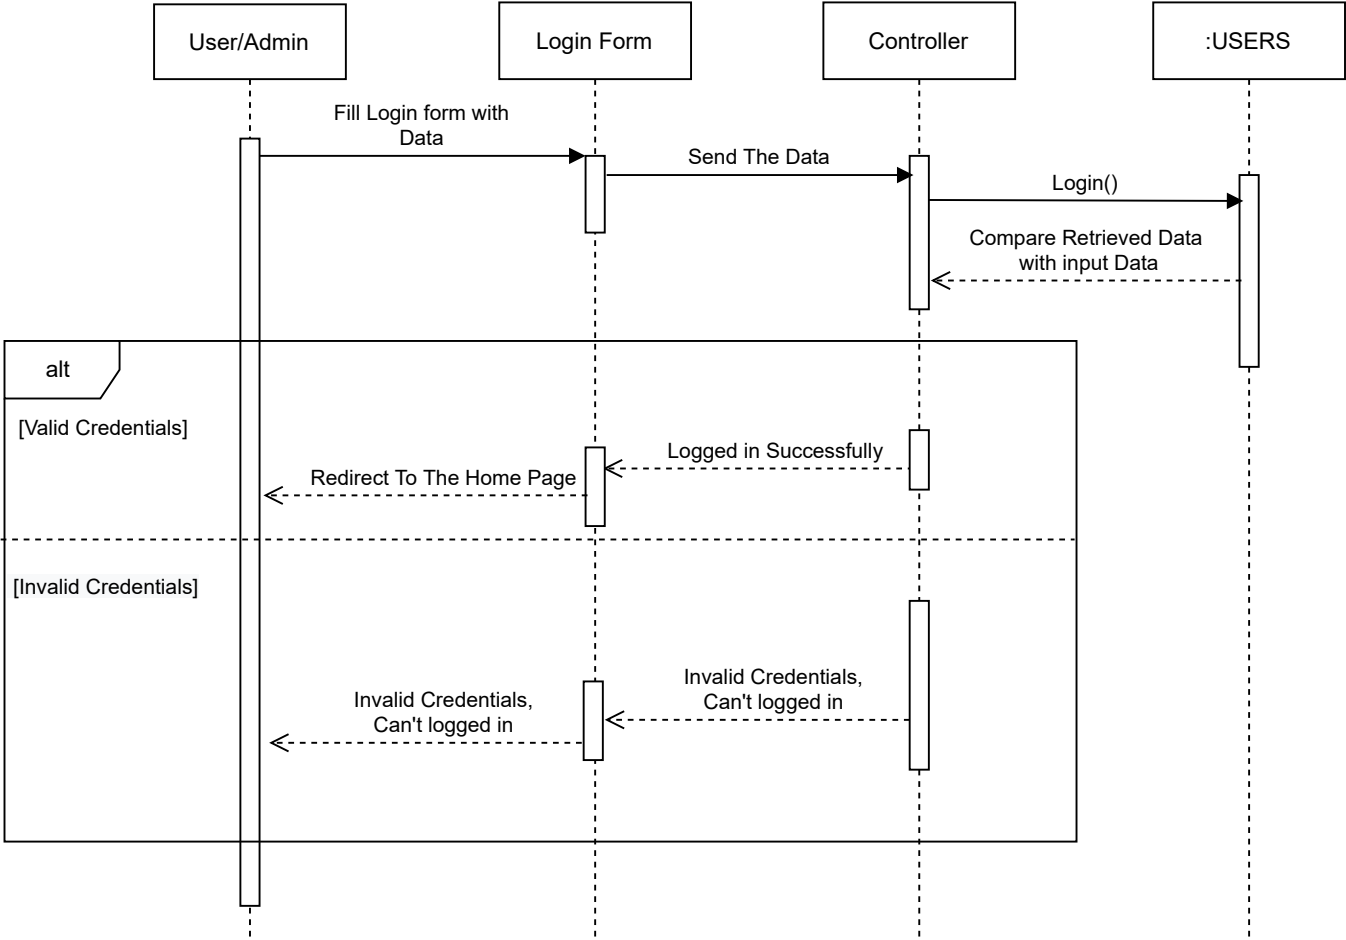 User/Admin
Login Form
Controller
:USERS
Fill Login form with
Data
Send The Data
Login()
Compare Retrieved Data
with input Data
alt
[Valid Credentials]
Logged in Successfully
Redirect To The Home Page
[Invalid Credentials]
Invalid Credentials,
Can't logged in
Invalid Credentials,
Can't logged in